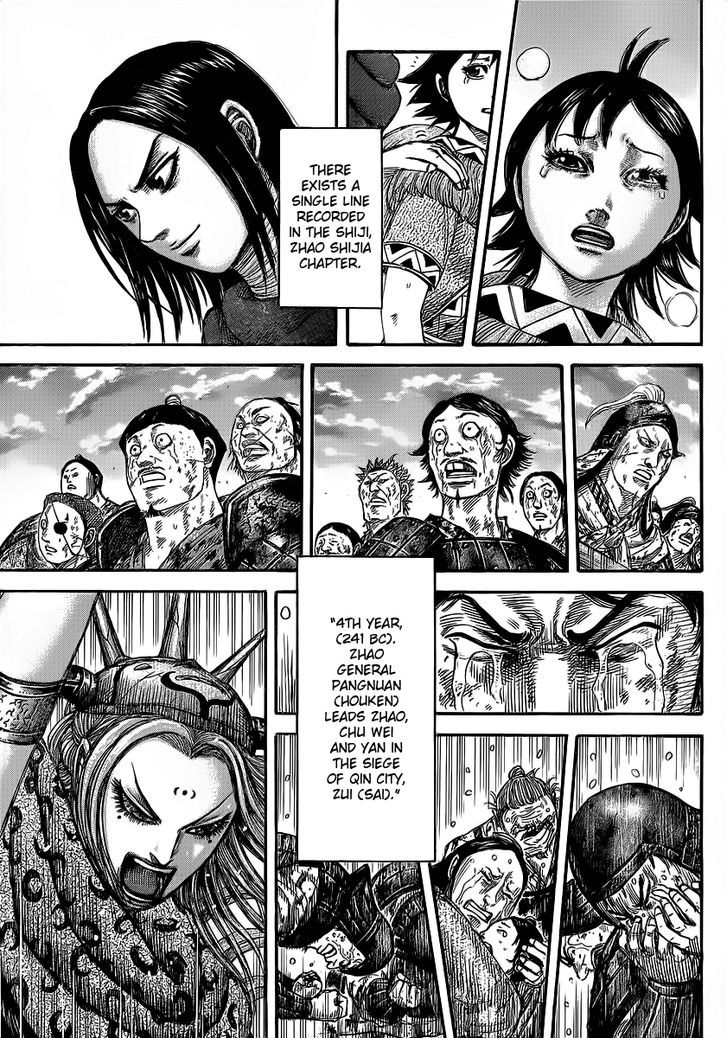 THERE
EXISTS A
SINGLE LINE
RECORDED
IN THE SHIJI,
ZHAO SHIJIA
CHAPTER.
"4TH YEAR,
(241 BC).
ZHAO
GENERAL
PANGNUAN
(HOUKEN)
LEADS ZHAO,
CHU WEI
AND YAN IN
THE SIEGE
OF QIN CITY,
ZUI (SAI)."